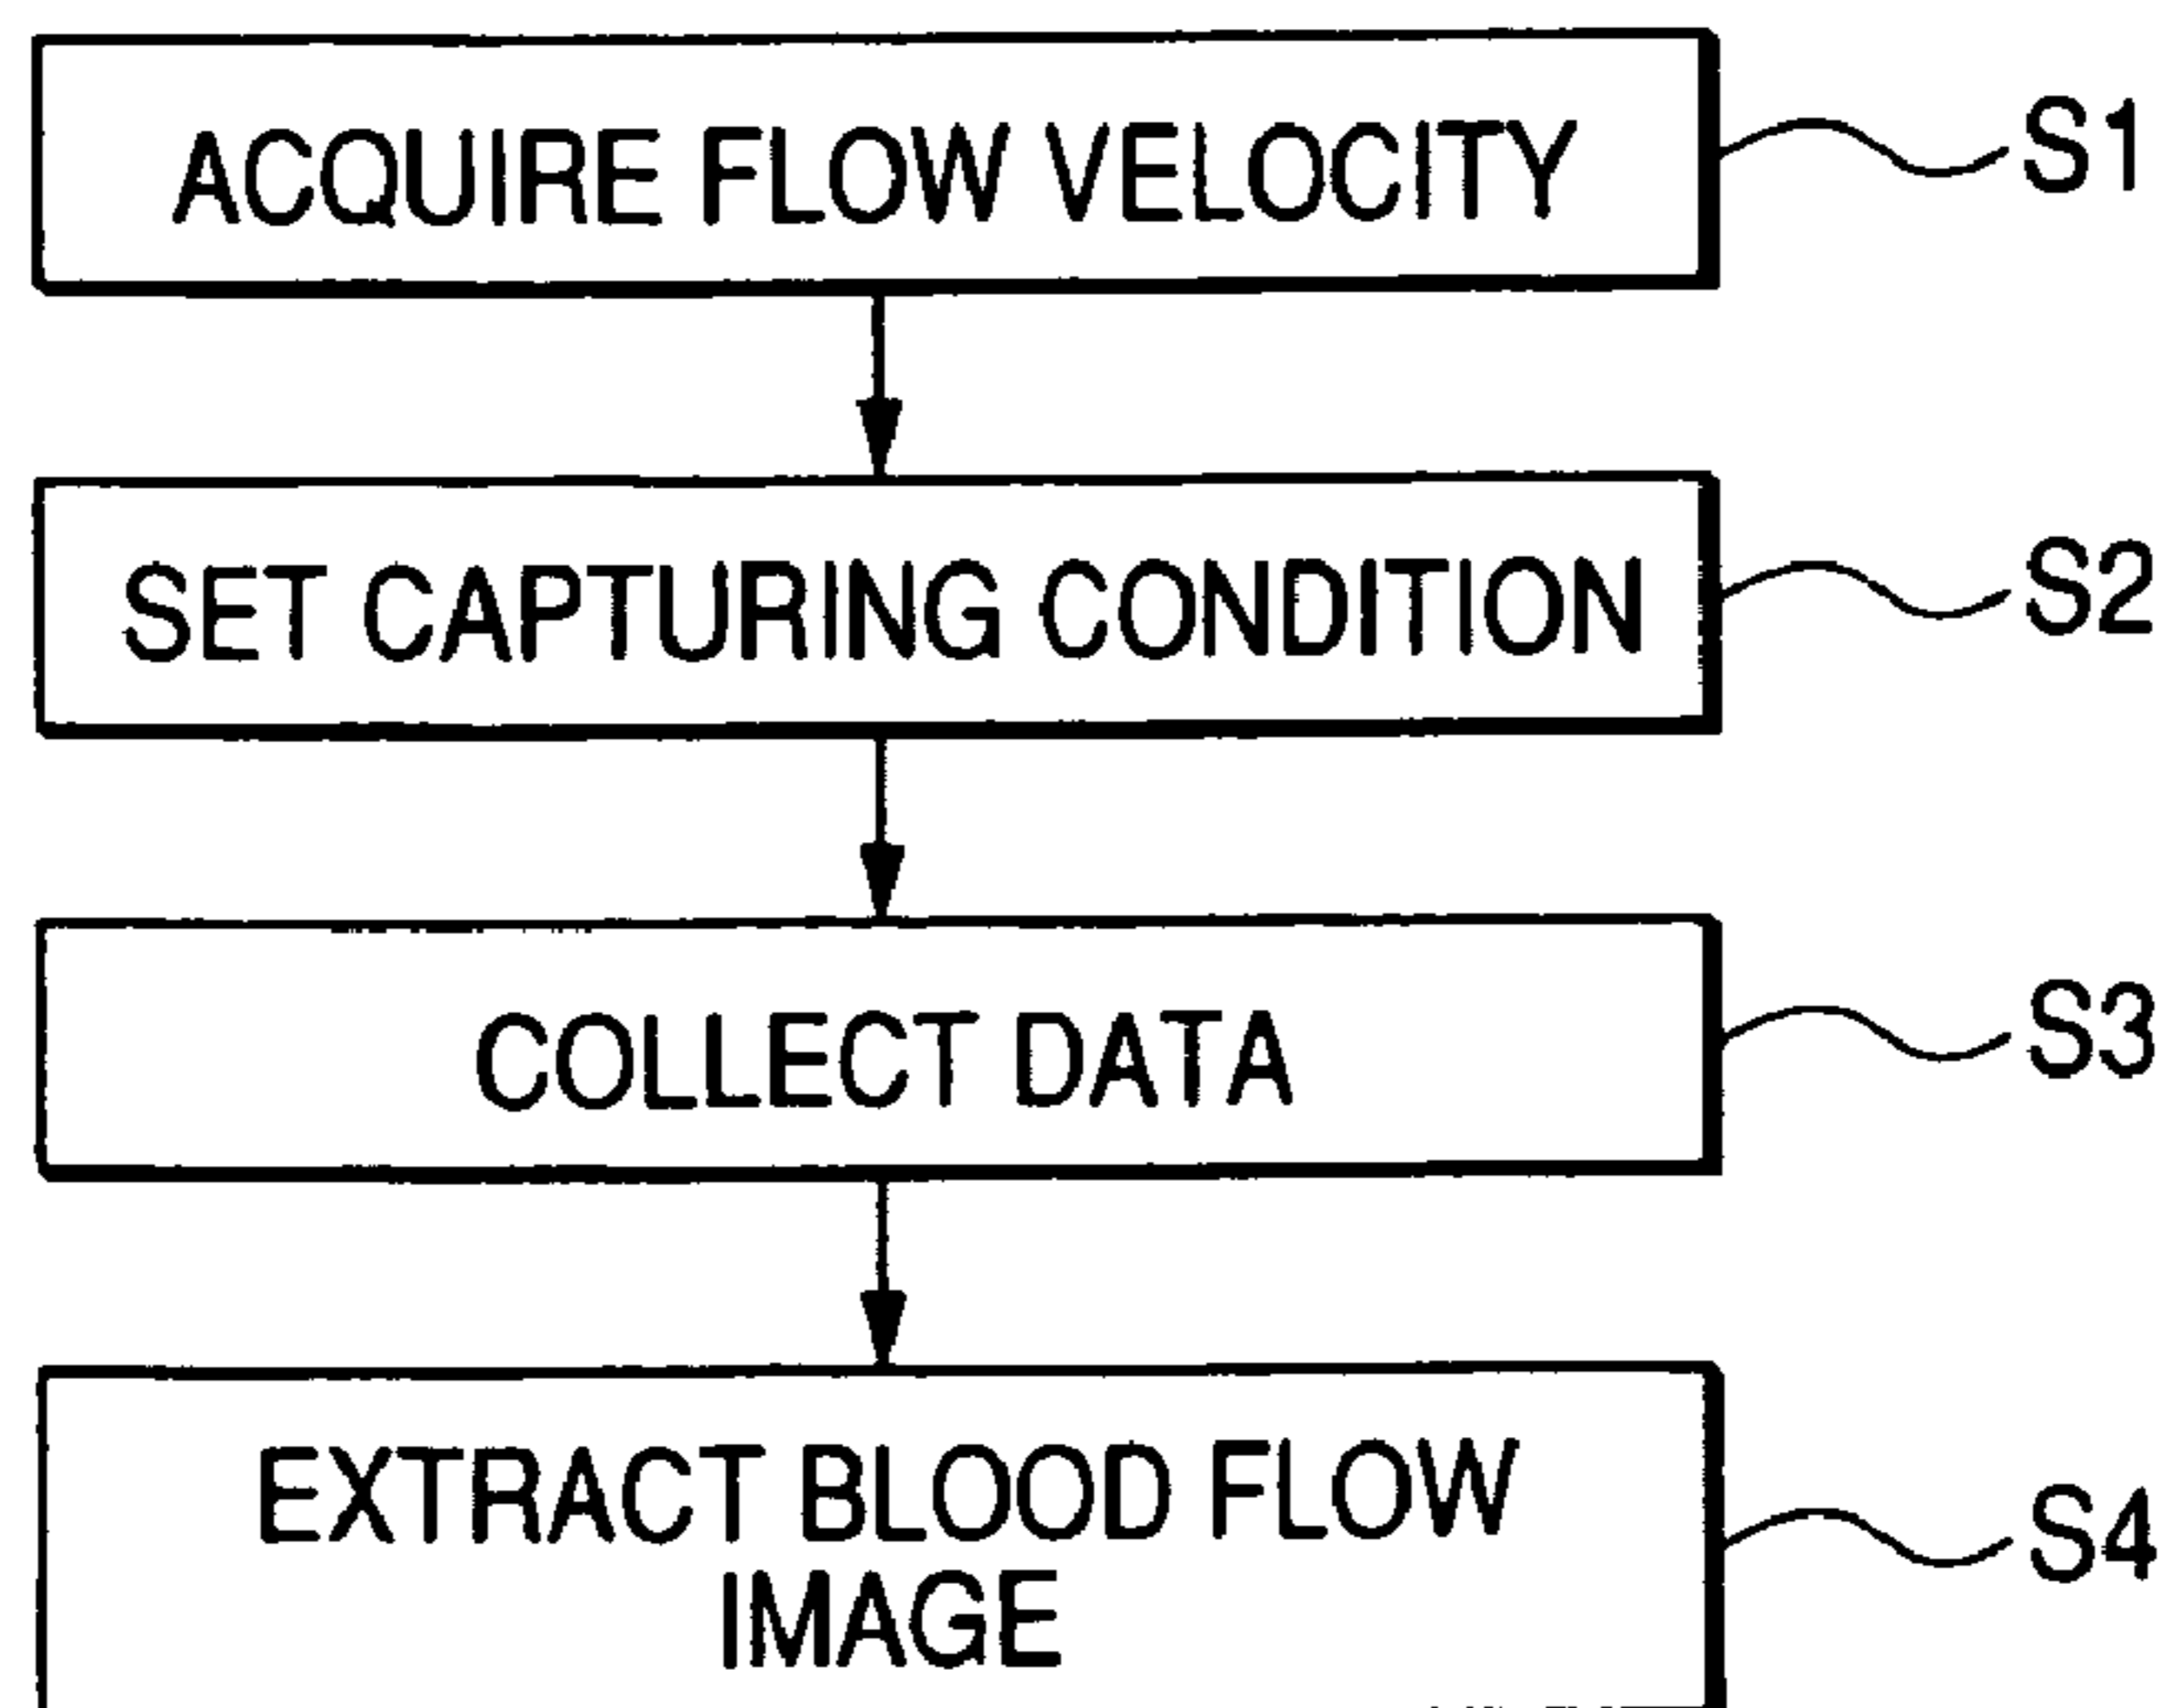 ACQUIRE FLOW VELOCITY S1
SET CAPTURING CONDITION S2
COLLECT DATA S3
EXTRACT BLOOD FLOW S4
IMAGE